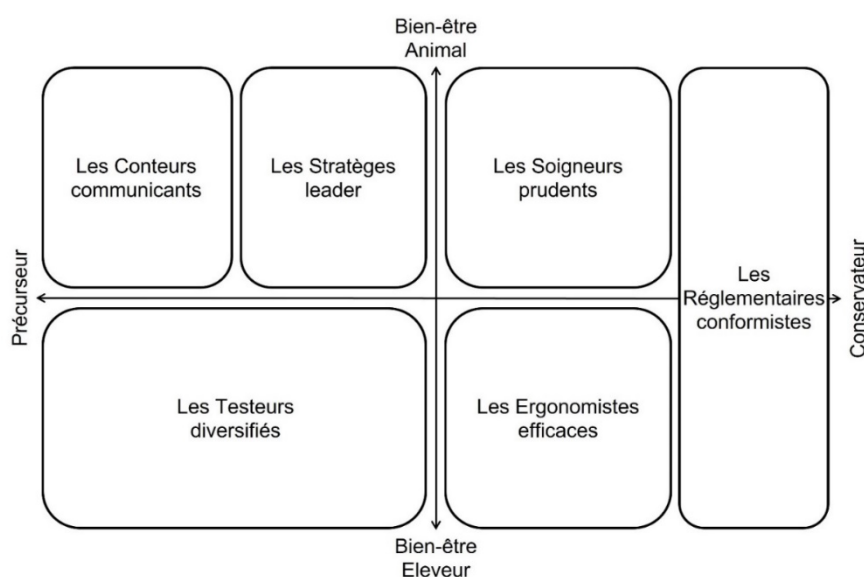 Bien-être
Animal
Les Conteurs
communicants
Les Stratèges
leader
Les Soigneurs
prudents
Précurseur
Les
Réglementaires
conformistes
Conservateur
Les Testeurs
diversifiés
Les Ergonomistes
efficaces
Bien-être
Eleveur